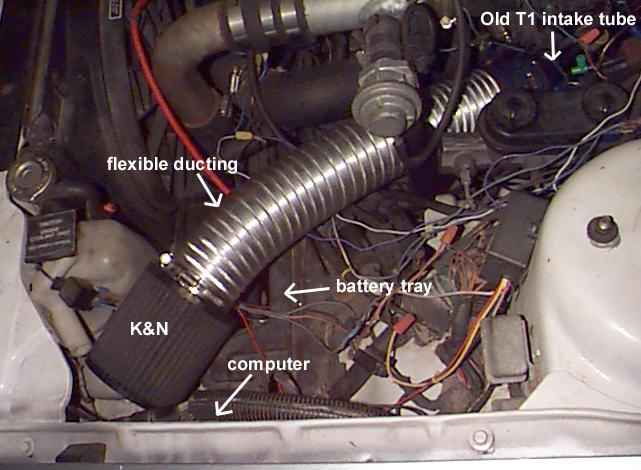 Old T1 intake tube
flexible ducting
battery tray
K&N
computer